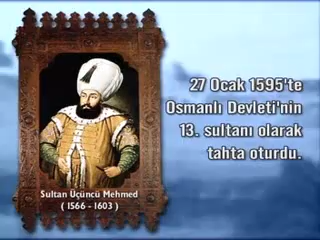 27 Ocak 1595'te
Osmanlı Devleti'nin
13. sultanı olarak
tahta oturdu.
Sultan Üçüncü Mehmed
( 1566 - 1603 )